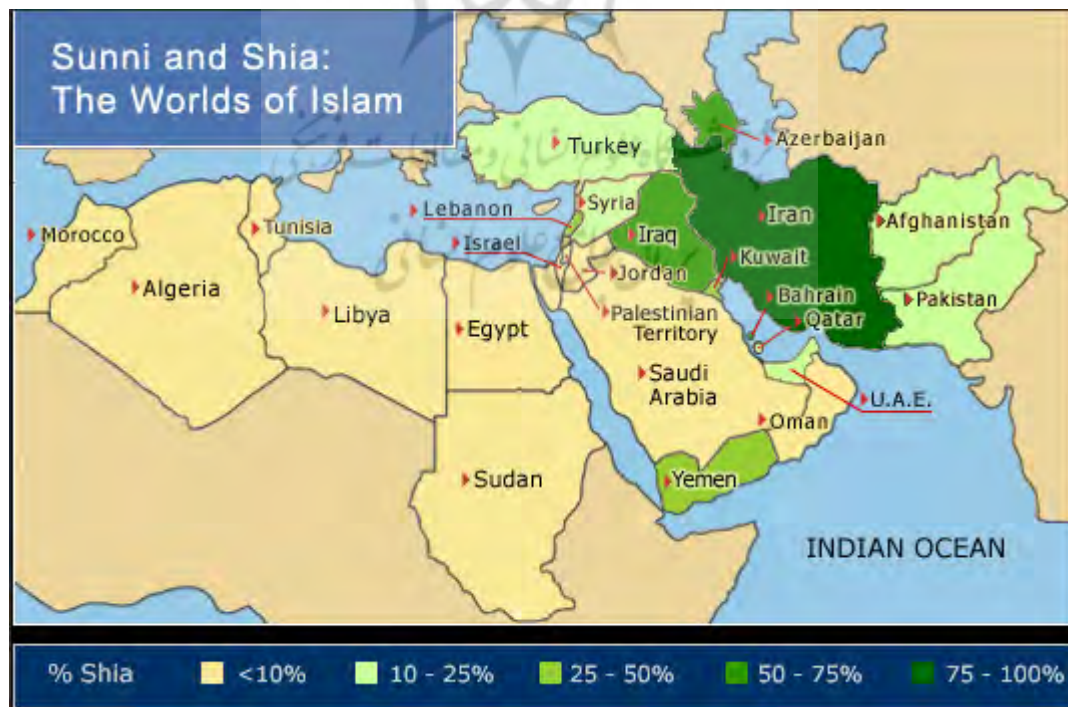 Sunni and Shia:
The Worlds of Islam
Azerbaijan
Turkey
Lebanon
Syria
Iran
Afghanistan
Morocco
Tunisia
Israel
Iraq
Kuwait
Algeria
Jordan
Bahrain
Pakistan
Libya
Egypt
Palestinian
Territory
Qatar
Saudi
Arabia
U.A.E.
Oman
Sudan
Yemen
INDIAN OCEAN
% Shia
<10%
10 - 25%
25 - 50%
50 - 75%
75 - 100%